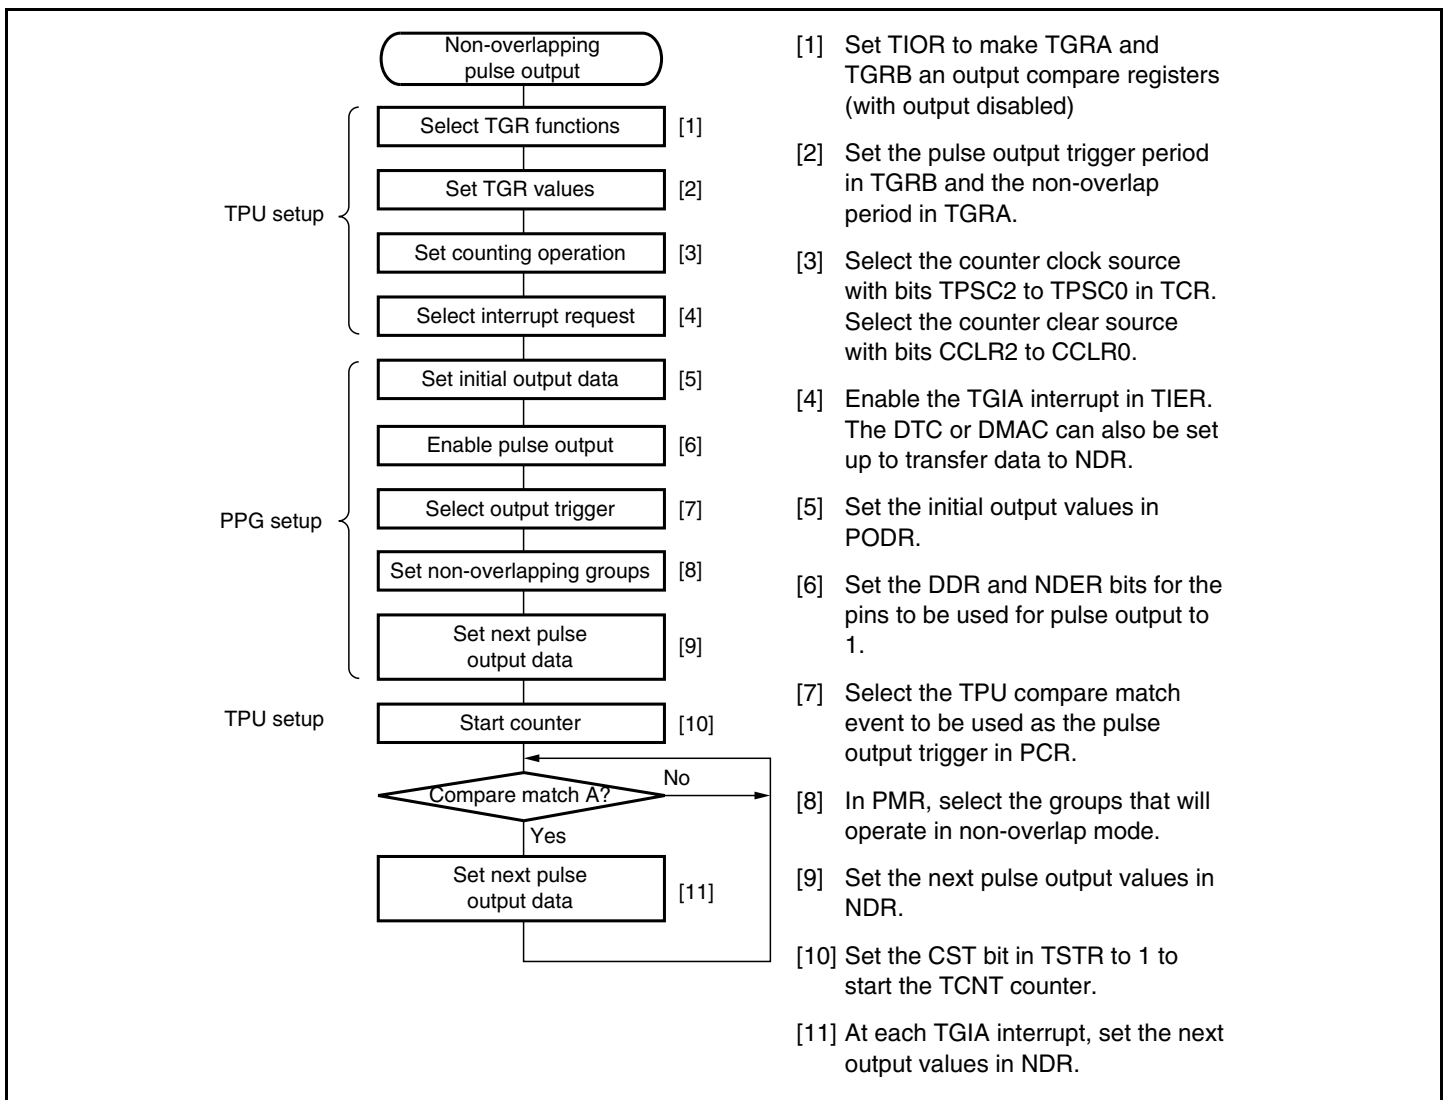 Non-overlapping
pulse output
TPU setup
Select TGR functions [1]
Set TGR values [2]
Set counting operation [3]
Select interrupt request [4]
PPG setup
Set initial output data [5]
Enable pulse output [6]
Select output trigger [7]
Set non-overlapping groups [8]
Set next pulse
output data [9]
TPU setup
Start counter [10]
Compare match A?
No
Yes
Set next pulse
output data [11]
[1] Set TIOR to make TGRA and
TGRB an output compare registers
(with output disabled)
[2] Set the pulse output trigger period
in TGRB and the non-overlap
period in TGRA.
[3] Select the counter clock source
with bits TPSC2 to TPSC0 in TCR.
Select the counter clear source
with bits CCLR2 to CCLR0.
[4] Enable the TGIA interrupt in TIER.
The DTC or DMAC can also be set
up to transfer data to NDR.
[5] Set the initial output values in
PODR.
[6] Set the DDR and NDER bits for the
pins to be used for pulse output to
1.
[7] Select the TPU compare match
event to be used as the pulse
output trigger in PCR.
[8] In PMR, select the groups that will
operate in non-overlap mode.
[9] Set the next pulse output values in
NDR.
[10] Set the CST bit in TSTR to 1 to
start the TCNT counter.
[11] At each TGIA interrupt, set the next
output values in NDR.